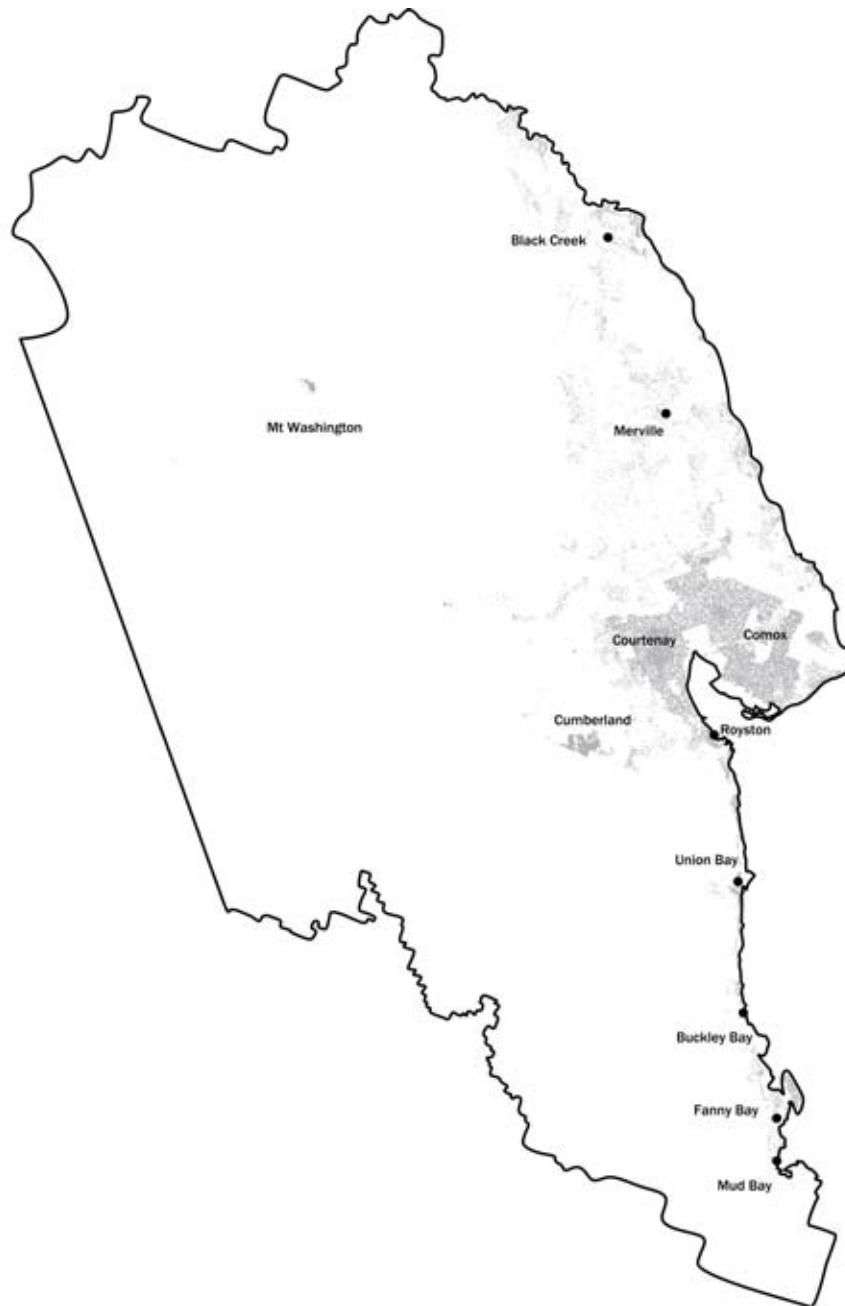 Black Creek
Mt Washington
Merville
Courtenay
Comox
Cumberland
Royston
Union Bay
Buckley Bay
Fanny Bay
Mud Bay